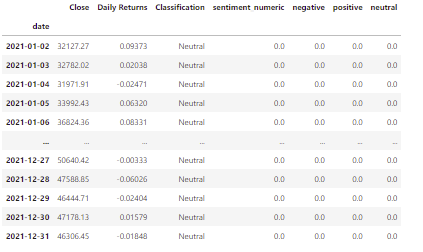 Close Daily Returns Classification sentiment numeric negative positive neutral
date
2021-01-02 32127.27 0.09373 Neutral 0.0 0.0 0.0 0.0
2021-01-03 32782.02 0.02038 Neutral 0.0 0.0 0.0 0.0
2021-01-04 31971.91 -0.02471 Neutral 0.0 0.0 0.0 0.0
2021-01-05 33992.43 0.06320 Neutral 0.0 0.0 0.0 0.0
2021-01-06 36824.36 0.08331 Neutral 0.0 0.0 0.0 0.0
... ... ... ... ... ... ... ...
2021-12-27 50640.42 -0.00333 Neutral 0.0 0.0 0.0 0.0
2021-12-28 47588.85 -0.06026 Neutral 0.0 0.0 0.0 0.0
2021-12-29 46444.71 -0.02404 Neutral 0.0 0.0 0.0 0.0
2021-12-30 47178.13 0.01579 Neutral 0.0 0.0 0.0 0.0
2021-12-31 46306.45 -0.01848 Neutral 0.0 0.0 0.0 0.0